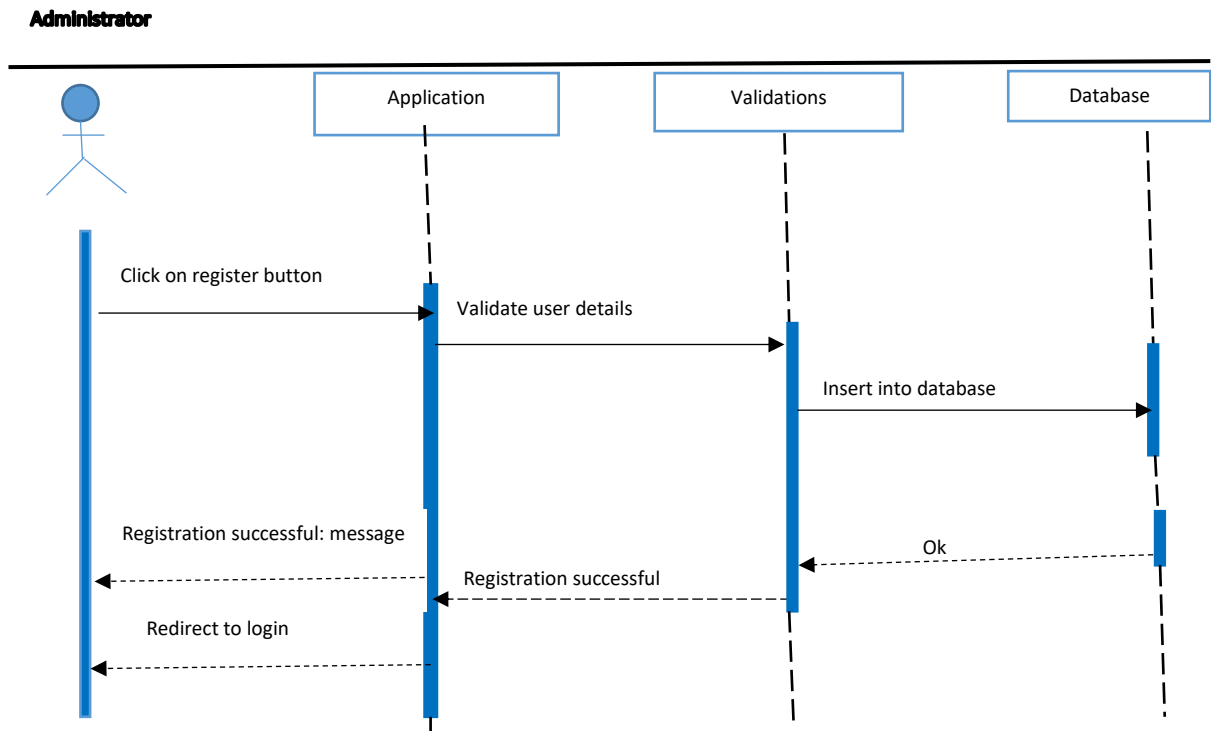 Administrator
Application
Validations
Database
Click on register button
Validate user details
Insert into database
Registration successful: message
Ok
Registration successful
Redirect to login